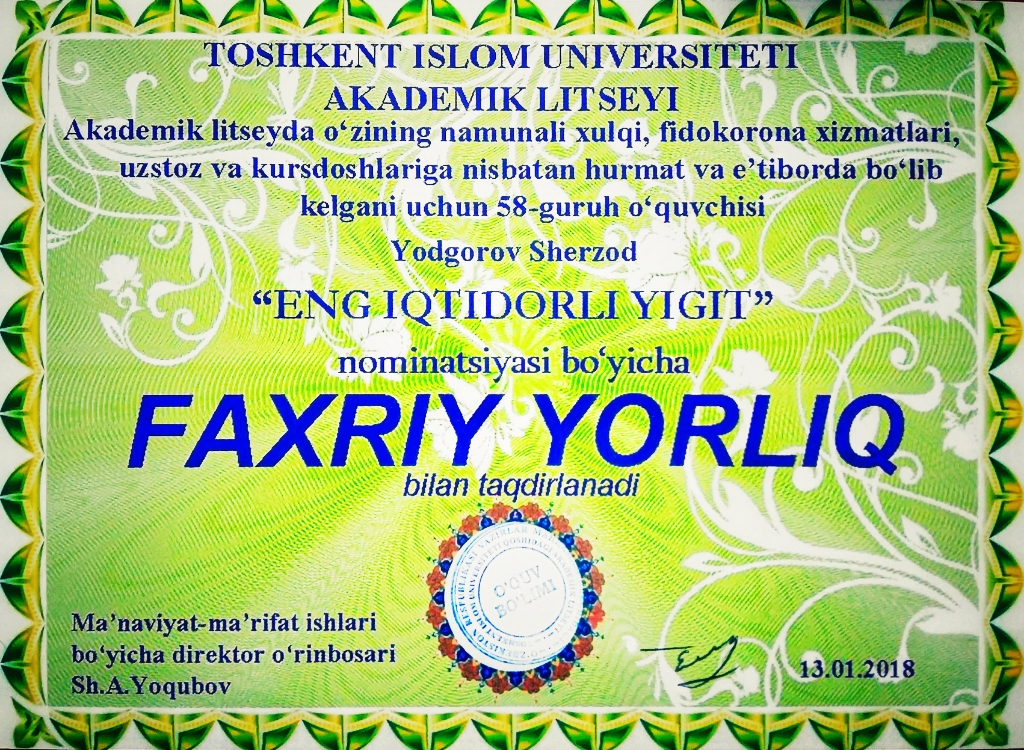 TOSHKENT ISLOM UNIVERSITETI
AKADEMIK LITSEYI
Akademik litseyda o‘zining namunali xulqi, fidokorona xizmatlari,
uzstoz va kursdoshlariga nisbatan hurmat va e’tiborda bo‘lib
kelgani uchun 58-guruh o‘quvchisi
Yodgorov Sherzod
“ENG IQTIDORLI YIGIT”
nominatsiyasi bo‘yicha
FAXRIY YORLIQ
bilan taqdirlanadi
O‘QUV
BO‘LIMI
Ma’naviyat-ma’rifat ishlari
bo‘yicha direktor o‘rinbosari
Sh.A.Yoqubov
13.01.2018